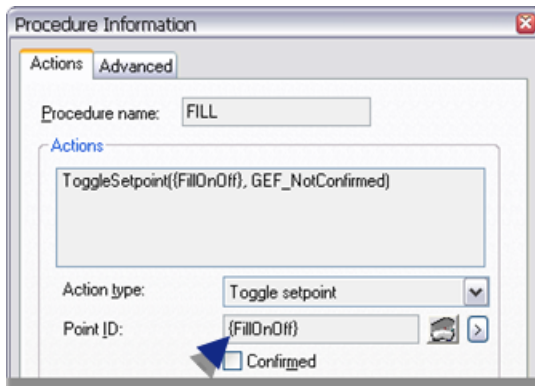 Procedure Information
Actions
Advanced
Procedure name:
FILL
Actions
ToggleSetpoint({FillOnOff}, GEF_NotConfirmed)
Action type:
Toggle setpoint
Point ID:
{FillOnOff}
Confirmed